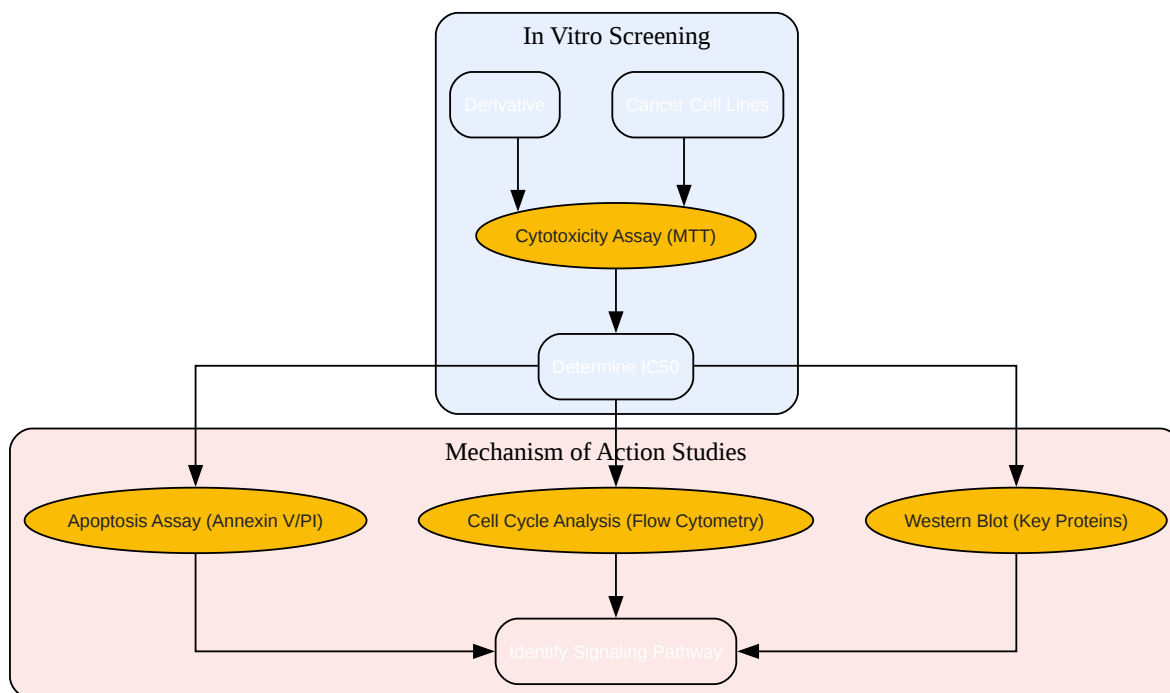 In Vitro Screening
Derivative
Cancer Cell Lines
Cytotoxicity Assay (MTT)
Determine IC50
Mechanism of Action Studies
Apoptosis Assay (Annexin V/PI)
Cell Cycle Analysis (Flow Cytometry)
Western Blot (Key Proteins)
Identify Signaling Pathway